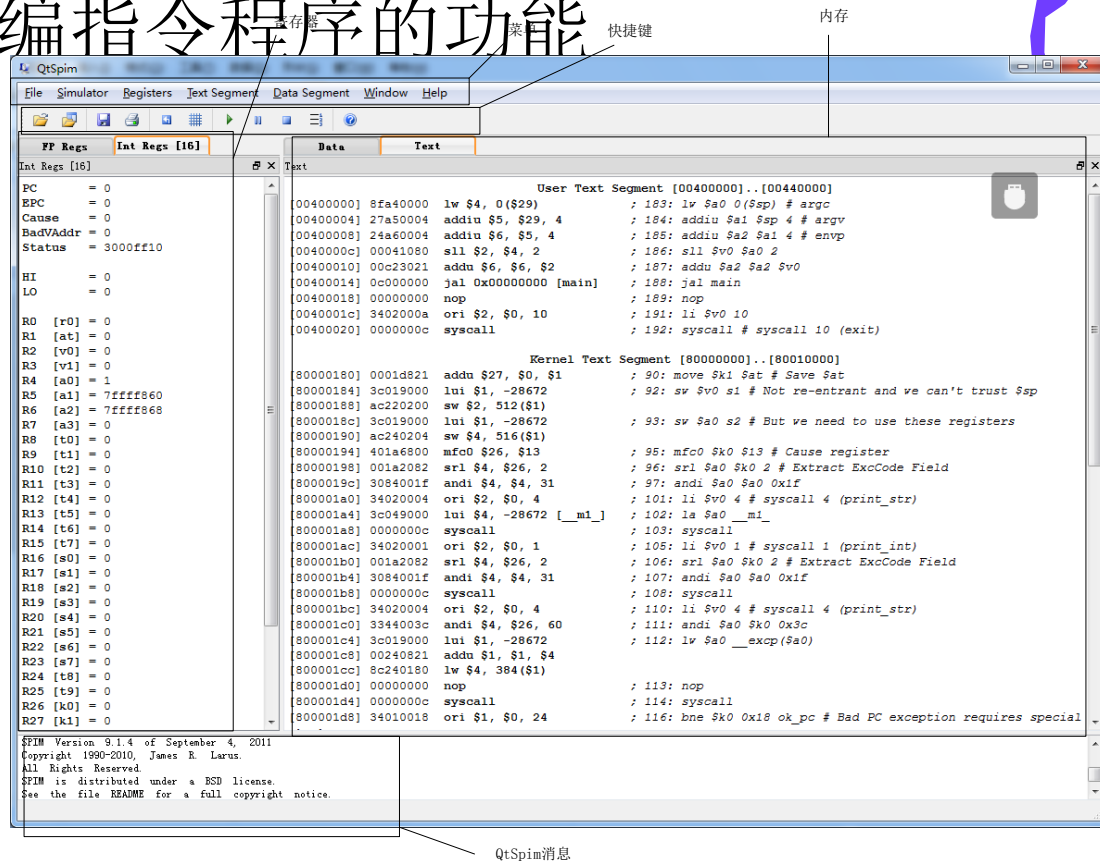 编指令程序的功能
寄存器
菜单
快捷键
内存
QtSpim
File Simulator Registers Text Segment Data Segment Window Help
FP Regs Int Regs [16]
Data Text
Int Regs [16]
Text
PC = 0
EPC = 0
Cause = 0
BadVAddr = 0
Status = 3000ff10
HI = 0
LO = 0
R0 [r0] = 0
R1 [at] = 0
R2 [v0] = 0
R3 [v1] = 0
R4 [a0] = 1
R5 [a1] = 7ffff860
R6 [a2] = 7ffff868
R7 [a3] = 0
R8 [t0] = 0
R9 [t1] = 0
R10 [t2] = 0
R11 [t3] = 0
R12 [t4] = 0
R13 [t5] = 0
R14 [t6] = 0
R15 [t7] = 0
R16 [s0] = 0
R17 [s1] = 0
R18 [s2] = 0
R19 [s3] = 0
R20 [s4] = 0
R21 [s5] = 0
R22 [s6] = 0
R23 [s7] = 0
R24 [t8] = 0
R25 [t9] = 0
R26 [k0] = 0
R27 [k1] = 0
User Text Segment [00400000]..[00440000]
[00400000] 8fa40000 lw $4, 0($29) ; 183: lw $a0 0($sp) # argc
[00400004] 27a50004 addiu $5, $29, 4 ; 184: addiu $a1 $sp 4 # argv
[00400008] 24a60004 addiu $6, $5, 4 ; 185: addiu $a2 $a1 4 # envp
[0040000c] 00041080 sll $2, $4, 2 ; 186: sll $v0 $a0 2
[00400010] 00c23021 addu $6, $6, $2 ; 187: addu $a2 $a2 $v0
[00400014] 0c000000 jal 0x00000000 [main] ; 188: jal main
[00400018] 00000000 nop ; 189: nop
[0040001c] 3402000a ori $2, $0, 10 ; 191: li $v0 10
[00400020] 0000000c syscall ; 192: syscall # syscall 10 (exit)
Kernel Text Segment [80000000]..[80010000]
[80000180] 0001d821 addu $27, $0, $1 ; 90: move $k1 $at # Save $at
[80000184] 3c019000 lui $1, -28672 ; 92: sw $v0 s1 # Not re-entrant and we can't trust $sp
[80000188] ac220200 sw $2, 512($1)
[8000018c] 3c019000 lui $1, -28672 ; 93: sw $a0 s2 # But we need to use these registers
[80000190] ac240204 sw $4, 516($1)
[80000194] 401a6800 mfc0 $26, $13 ; 95: mfc0 $k0 $13 # Cause register
[80000198] 001a2082 srl $4, $26, 2 ; 96: srl $a0 $k0 2 # Extract ExcCode Field
[8000019c] 3084001f andi $4, $4, 31 ; 97: andi $a0 $a0 0x1f
[800001a0] 34020004 ori $2, $0, 4 ; 101: li $v0 4 # syscall 4 (print_str)
[800001a4] 3c049000 lui $4, -28672 [__m1_] ; 102: la $a0 __m1_
[800001a8] 0000000c syscall ; 103: syscall
[800001ac] 34020001 ori $2, $0, 1 ; 105: li $v0 1 # syscall 1 (print_int)
[800001b0] 001a2082 srl $4, $26, 2 ; 106: srl $a0 $k0 2 # Extract ExcCode Field
[800001b4] 3084001f andi $4, $4, 31 ; 107: andi $a0 $a0 0x1f
[800001b8] 0000000c syscall ; 108: syscall
[800001bc] 34020004 ori $2, $0, 4 ; 110: li $v0 4 # syscall 4 (print_str)
[800001c0] 3344003c andi $4, $26, 60 ; 111: andi $a0 $k0 0x3c
[800001c4] 3c019000 lui $1, -28672 ; 112: lw $a0 __excp($a0)
[800001c8] 00240821 addu $1, $1, $4
[800001cc] 8c240180 lw $4, 384($1)
[800001d0] 00000000 nop ; 113: nop
[800001d4] 0000000c syscall ; 114: syscall
[800001d8] 34010018 ori $1, $0, 24 ; 116: bne $k0 0x18 ok_pc # Bad PC exception requires special
SPIM Version 9.1.4 of September 4, 2011
Copyright 1990-2010, James R. Larus.
All Rights Reserved.
SPIM is distributed under a BSD license.
See the file README for a full copyright notice.
QtSpim消息